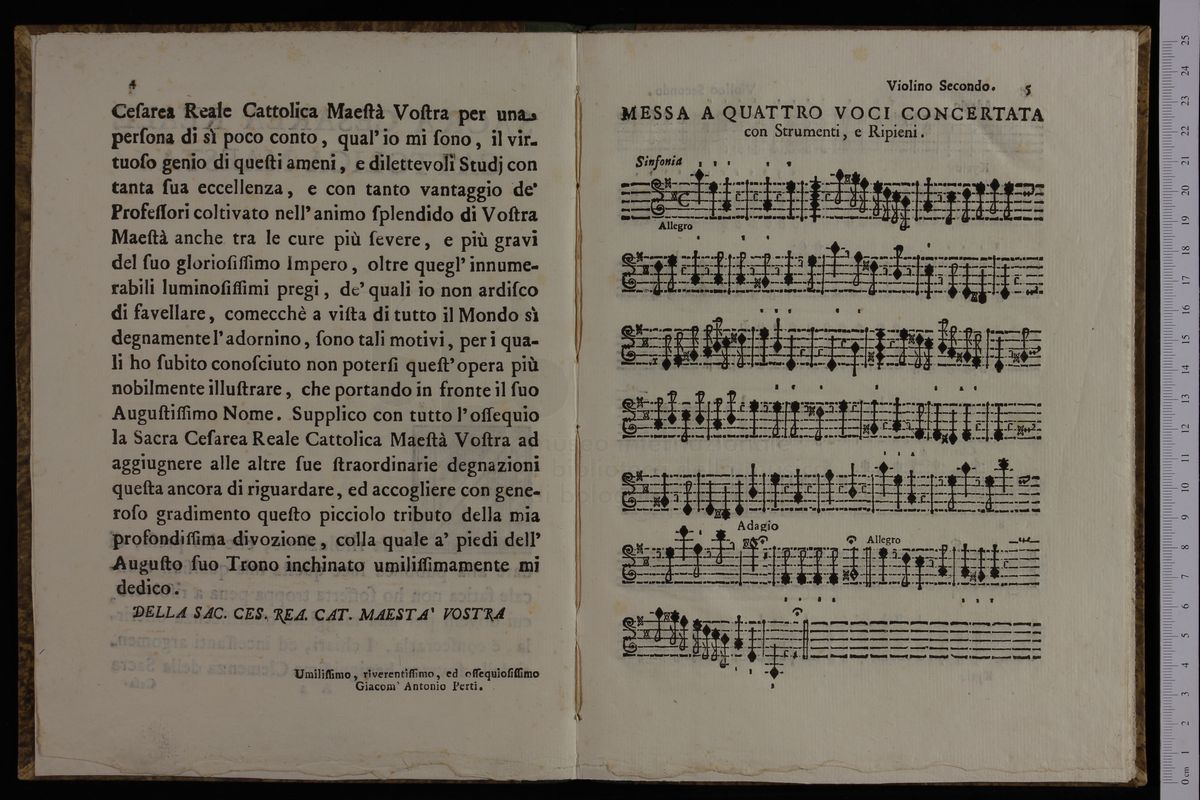 4
Ceſarea Reale Cattolica Maeſtà Voſtra per una
perſona di sì poco conto, qual' io mi ſono, il vir-
tuoſo genio di queſti ameni, e dilettevoli Studj con
tanta ſua eccellenza, e con tanto vantaggio de'
Profeſſori coltivato nell' animo ſplendido di Voſtra
Maeſtà anche tra le cure più ſevere, e più gravi
del ſuo glorioſiſſimo Impero, oltre quegl' innume-
rabili luminoſiſſimi pregi, de' quali io non ardiſco
di favellare, comecchè a viſta di tutto il Mondo sì
degnamente l' adornino, ſono tali motivi, per i qua-
li ho ſubito conoſciuto non poterſi queſt' opera più
nobilmente illuſtrare, che portando in fronte il ſuo
Auguſtiſſimo Nome. Supplico con tutto l' oſſequio
la Sacra Ceſarea Reale Cattolica Maeſtà Voſtra ad
aggiugnere alle altre ſue ſtraordinarie degnazioni
queſta ancora di riguardare, ed accogliere con gene-
roſo gradimento queſto picciolo tributo della mia
profondiſſima divozione, colla quale a' piedi dell'
Auguſto ſuo Trono inchinato umiliſſimamente mi
dedico.
DELLA SAC. CES. REA. CAT. MAESTA' VOSTRA
Umiliſſimo, riverentiſſimo, ed oſſequioſiſſimo
Giacom' Antonio Perti.
Violino Secondo. 5
MESSA A QUATTRO VOCI CONCERTATA
con Strumenti, e Ripieni.
Sinfonia
Allegro
Adagio
Allegro